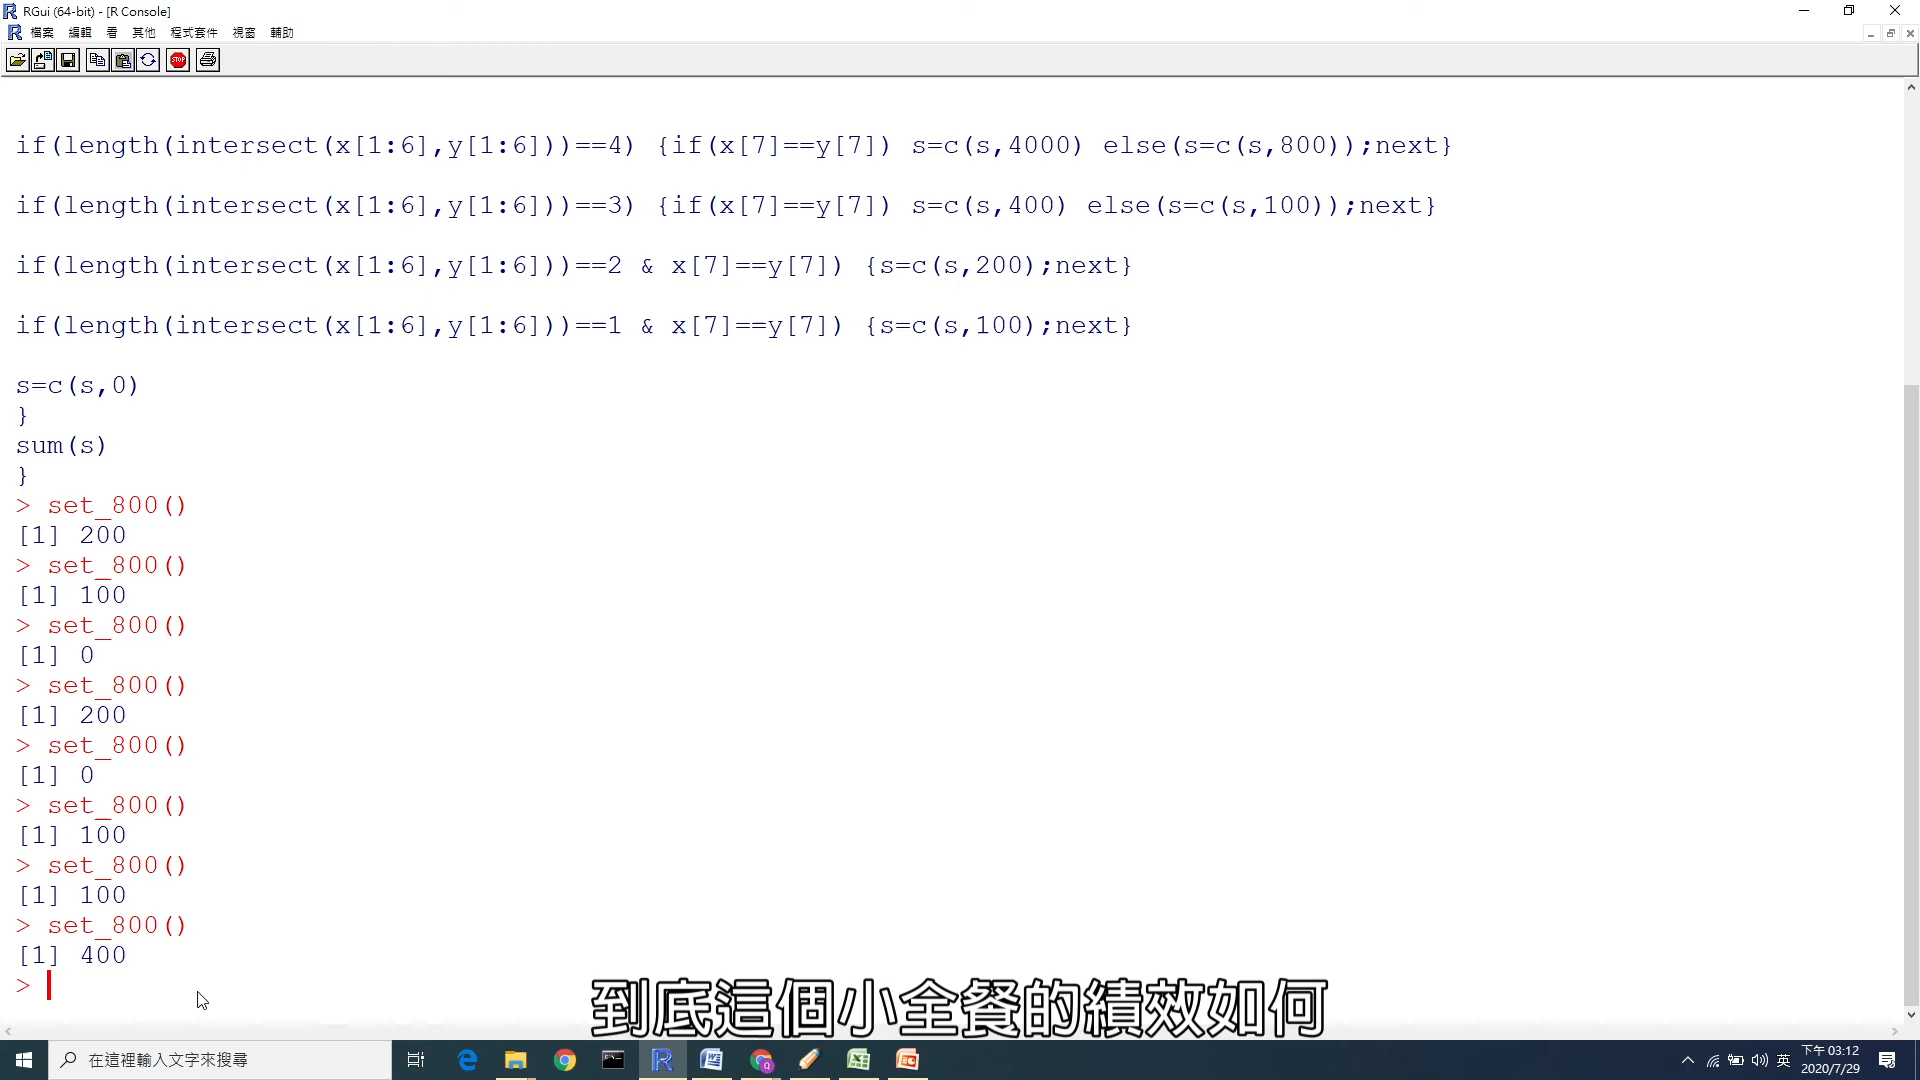 RGui (64-bit) - [R Console]
檔案 編輯 看 其他 程式套件 視窗 輔助
STOP
if(length(intersect(x[1:6],y[1:6]))==4) {if(x[7]==y[7]) s=c(s,4000) else(s=c(s,800));next}
if(length(intersect(x[1:6],y[1:6]))==3) {if(x[7]==y[7]) s=c(s,400) else(s=c(s,100));next}
if(length(intersect(x[1:6],y[1:6]))==2 & x[7]==y[7]) {s=c(s,200);next}
if(length(intersect(x[1:6],y[1:6]))==1 & x[7]==y[7]) {s=c(s,100);next}
s=c(s,0)
}
sum(s)
}
> set_800()
[1] 200
> set_800()
[1] 100
> set_800()
[1] 0
> set_800()
[1] 200
> set_800()
[1] 0
> set_800()
[1] 100
> set_800()
[1] 100
> set_800()
[1] 400
>
到底這個小全餐的績效如何
在這裡輸入文字來搜尋
英
下午 03:12
2020/7/29